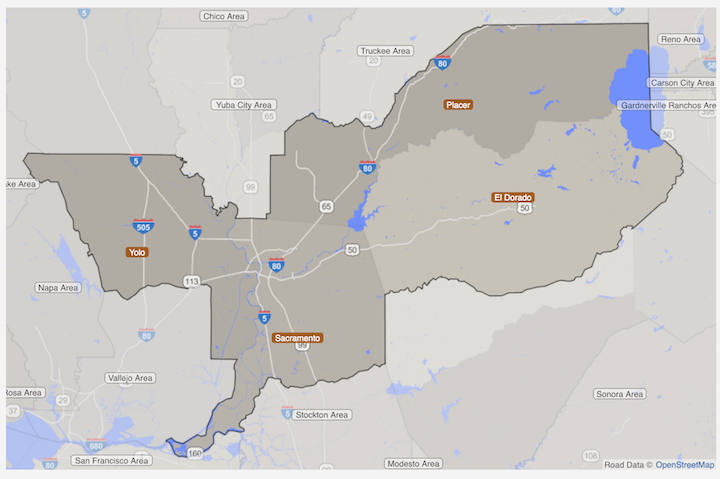 Chico Area
Reno Area
Truckee Area
80
20
20
Carson City Area
Yuba City Area
Placer
Gardnerville Ranchos Area
65
49
395
50
5
80
ake Area
99
El Dorado
65
50
505
5
50
Yolo
80
113
Napa Area
5
Sacramento
99
80
Vallejo Area
Rosa Area
29
Sonora Area
37
5
Stockton Area
680
160
108
80
San Francisco Area
Modesto Area
Road Data © OpenStreetMap